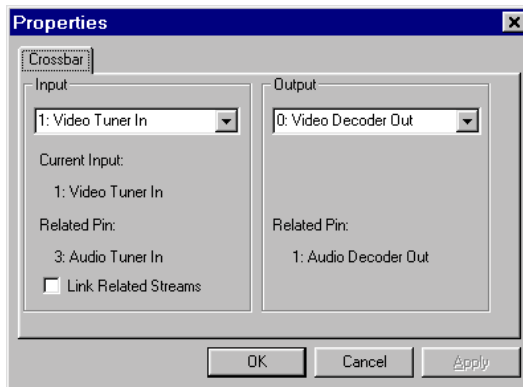 Properties
Crossbar
Input
1: Video Tuner In
Current Input:
1: Video Tuner In
Related Pin:
3: Audio Tuner In
Link Related Streams
Output
0: Video Decoder Out
Related Pin:
1: Audio Decoder Out
OK
Cancel
Apply